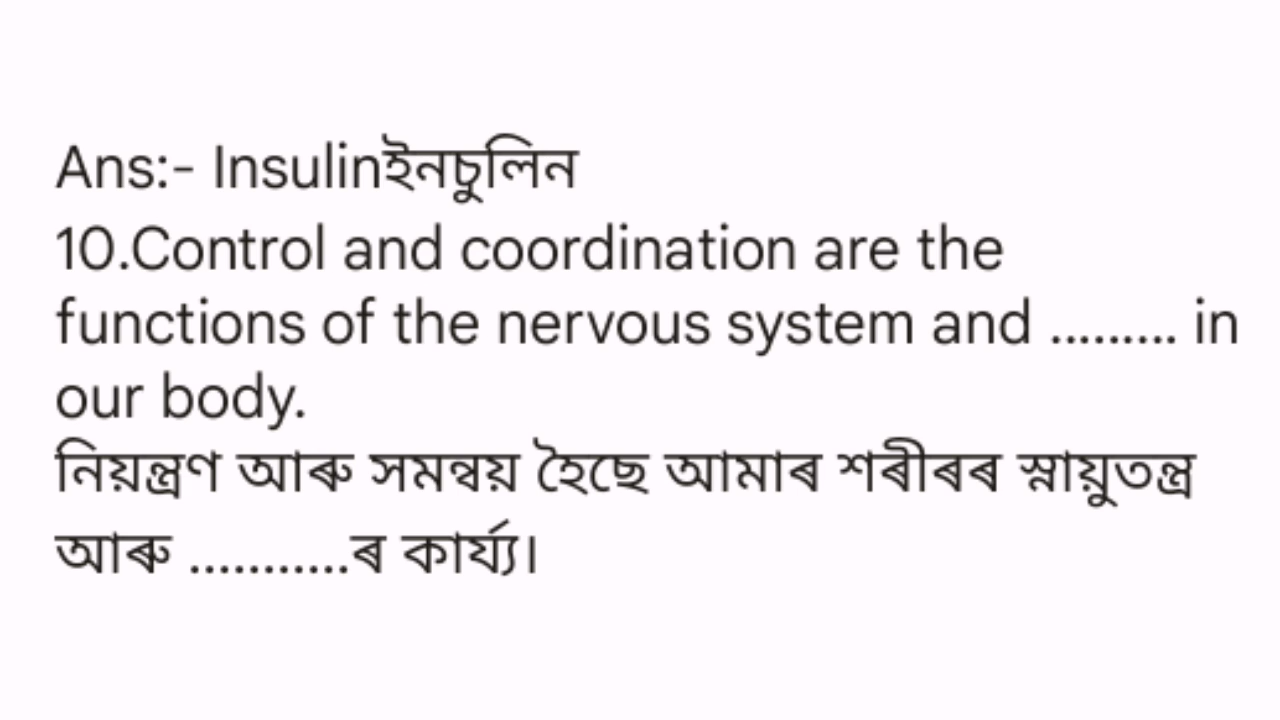 Ans:- Insulinইনচুলিন
10.Control and coordination are the
functions of the nervous system and ......... in
our body.
নিয়ন্ত্ৰণ আৰু সমন্বয় হৈছে আমাৰ শৰীৰৰ স্নায়ুতন্ত্ৰ
আৰু ...........ৰ কাৰ্য্য।